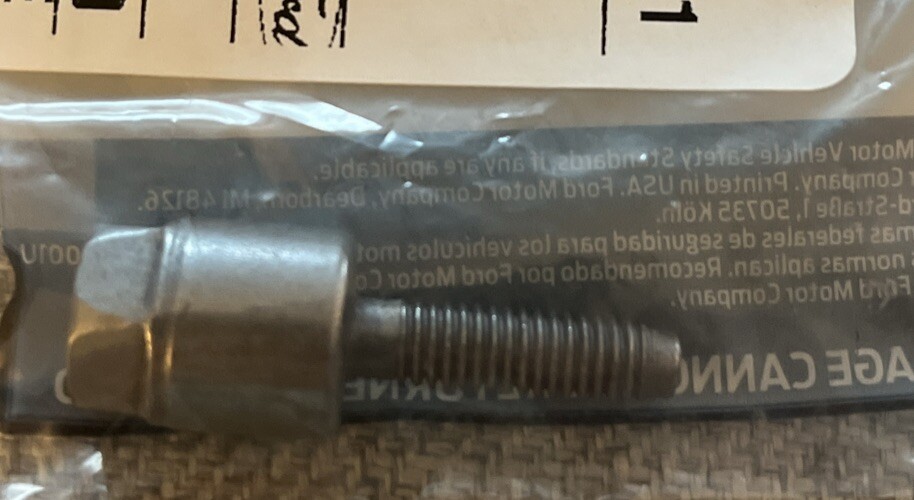 1
Motor Vehicle Safety Standards, if any are applicable.
Company. Printed in USA. Ford Motor Company, Dearborn, MI 48126.
d-Straße 1, 50735 Köln.
mas federales de seguridad para los vehículos mot
normas aplican. Recomendado por Ford Motor Co
Ford Motor Company.
AGE CANNO